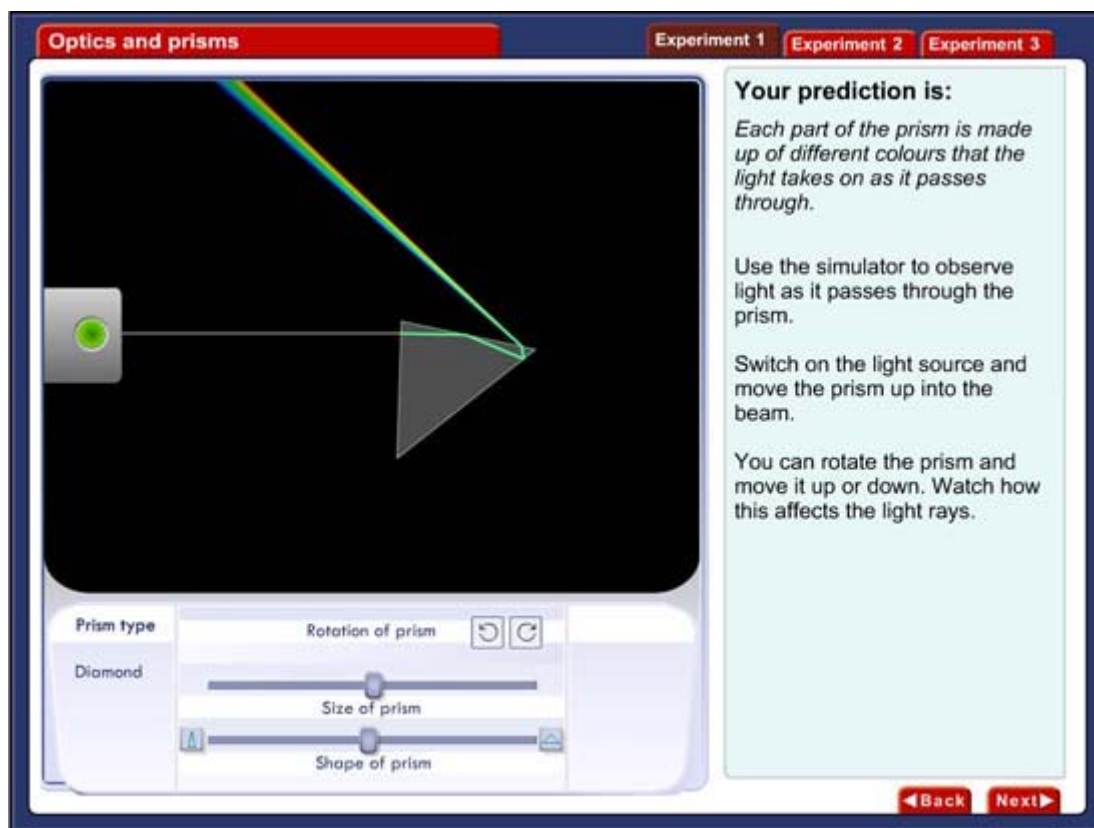 Optics and prisms
Experiment 1
Experiment 2
Experiment 3
Your prediction is:
Each part of the prism is made
up of different colours that the
light takes on as it passes
through.
Use the simulator to observe
light as it passes through the
prism.
Switch on the light source and
move the prism up into the
beam.
You can rotate the prism and
move it up or down. Watch how
this affects the light rays.
Prism type
Diamond
Rotation of prism
Size of prism
Shape of prism
Back
Next